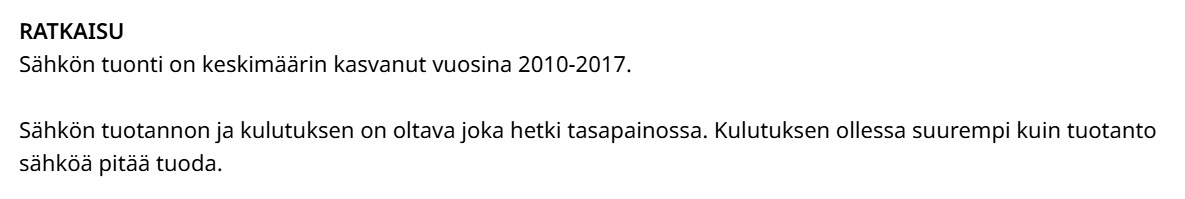 RATKAISU
Sähkön tuonti on keskimäärin kasvanut vuosina 2010-2017.
Sähkön tuotannon ja kulutuksen on oltava joka hetki tasapainossa. Kulutuksen ollessa suurempi kuin tuotanto
sähköä pitää tuoda.